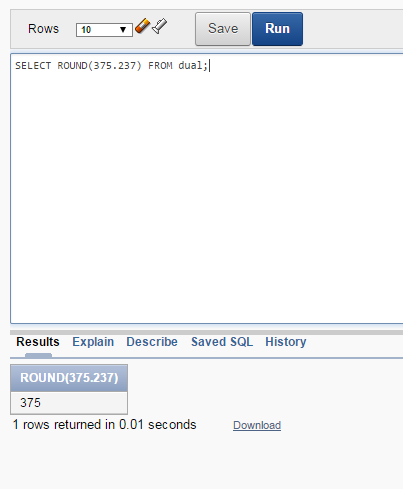 Rows 10 Save Run
SELECT ROUND(375.237) FROM dual;
Results Explain Describe Saved SQL History
ROUND(375.237)
375
1 rows returned in 0.01 seconds Download